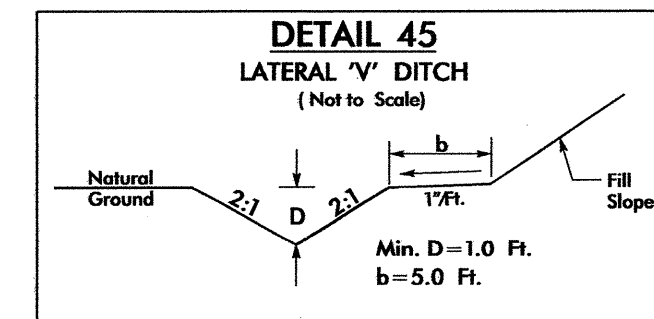 DETAIL 45
LATERAL 'V' DITCH
( Not to Scale)
b
Natural
Ground
2:1
D
2:1
1"/Ft.
Fill
Slope
Min. D=1.0 Ft.
b=5.0 Ft.